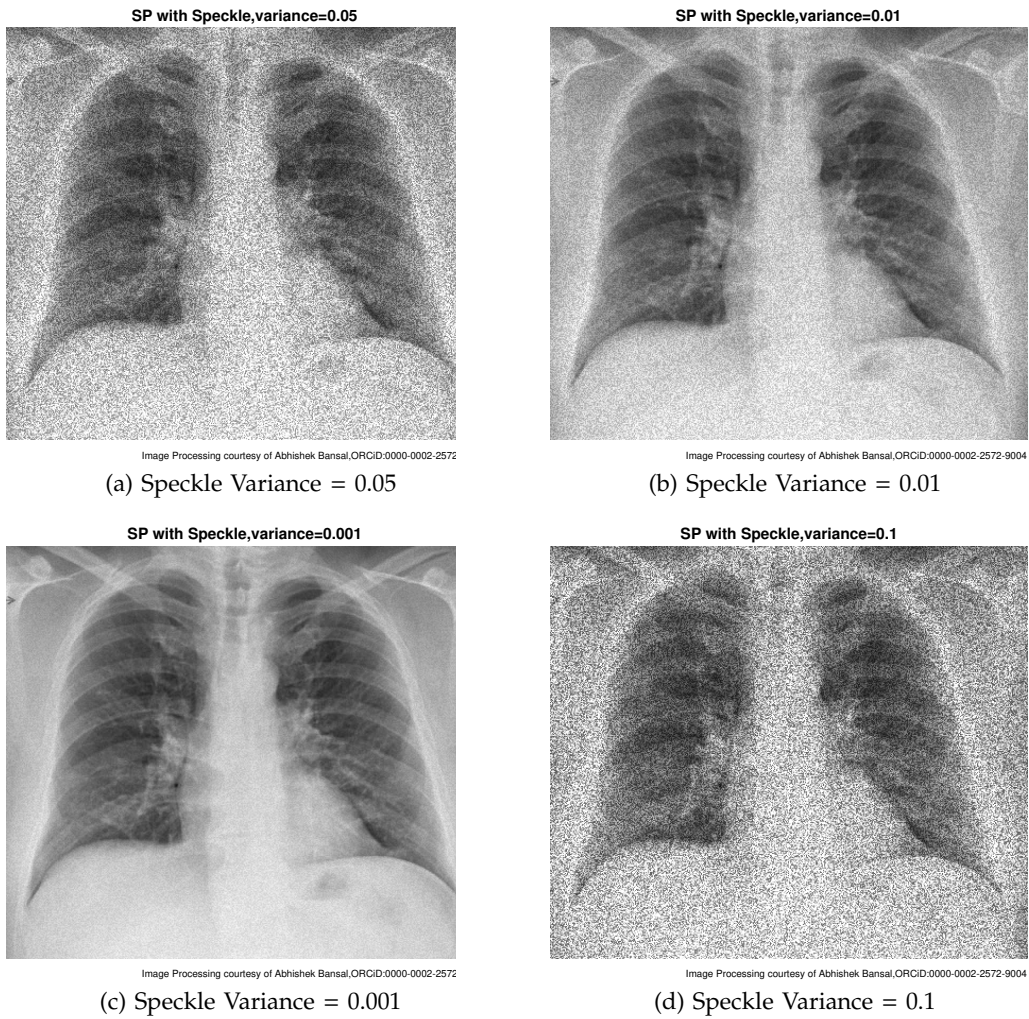 SP with Speckle,variance=0.05
Image Processing courtesy of Abhishek Bansal,ORCiD:0000-0002-2572
(a) Speckle Variance = 0.05
SP with Speckle,variance=0.01
Image Processing courtesy of Abhishek Bansal,ORCiD:0000-0002-2572-9004
(b) Speckle Variance = 0.01
SP with Speckle,variance=0.001
Image Processing courtesy of Abhishek Bansal,ORCiD:0000-0002-2572
(c) Speckle Variance = 0.001
SP with Speckle,variance=0.1
Image Processing courtesy of Abhishek Bansal,ORCiD:0000-0002-2572-9004
(d) Speckle Variance = 0.1